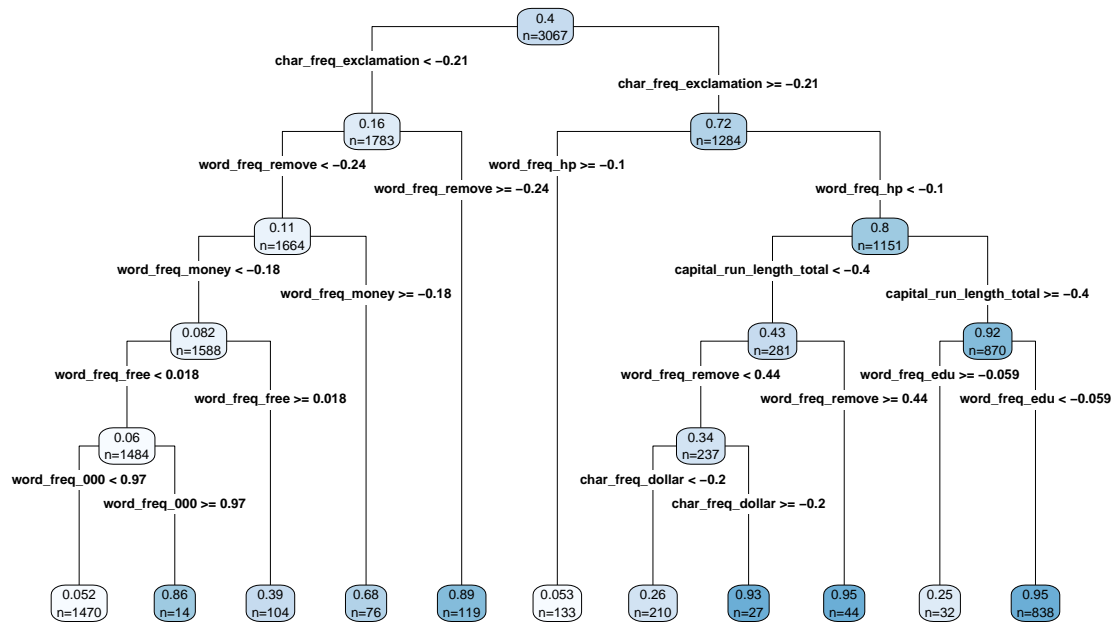 0.4
n=3067
char_freq_exclamation < −0.21
char_freq_exclamation >= −0.21
0.16
n=1783
0.72
n=1284
word_freq_remove < −0.24
word_freq_hp >= −0.1
word_freq_remove >= −0.24
word_freq_hp < −0.1
0.11
n=1664
0.8
n=1151
word_freq_money < −0.18
capital_run_length_total < −0.4
word_freq_money >= −0.18
capital_run_length_total >= −0.4
0.082
n=1588
0.43
n=281
0.92
n=870
word_freq_free < 0.018
word_freq_remove < 0.44
word_freq_edu >= −0.059
word_freq_free >= 0.018
word_freq_remove >= 0.44
word_freq_edu < −0.059
0.06
n=1484
0.34
n=237
word_freq_000 < 0.97
char_freq_dollar < −0.2
word_freq_000 >= 0.97
char_freq_dollar >= −0.2
0.052
n=1470
0.86
n=14
0.39
n=104
0.68
n=76
0.89
n=119
0.053
n=133
0.26
n=210
0.93
n=27
0.95
n=44
0.25
n=32
0.95
n=838